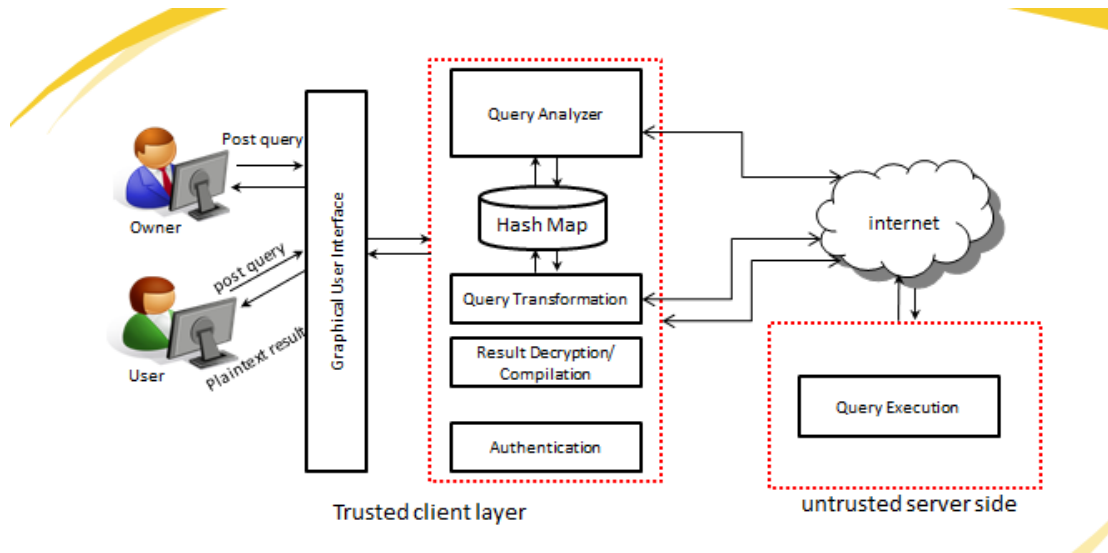 Post query
Owner
post query
Plaintext result
User
Graphical User Interface
Query Analyzer
Hash Map
Query Transformation
Result Decryption/
Compilation
Authentication
Trusted client layer
internet
Query Execution
untrusted server side